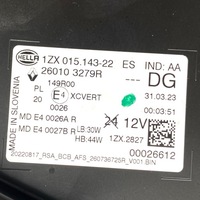 HELLA 1ZX 015.143-22 ES IND: AA
26010 3279R --- DG
149R00 31.03.23
MADE IN SLOVENIA
PL E4 XCVERT 00:03:51
20 0026
MD E4 0026A R 24 12V
MD E4 0027B R LB:30W 1ZX.2827
HB:44W 00026612
20220817_RSA_BCB_AFS_260736725R_V001.BIN